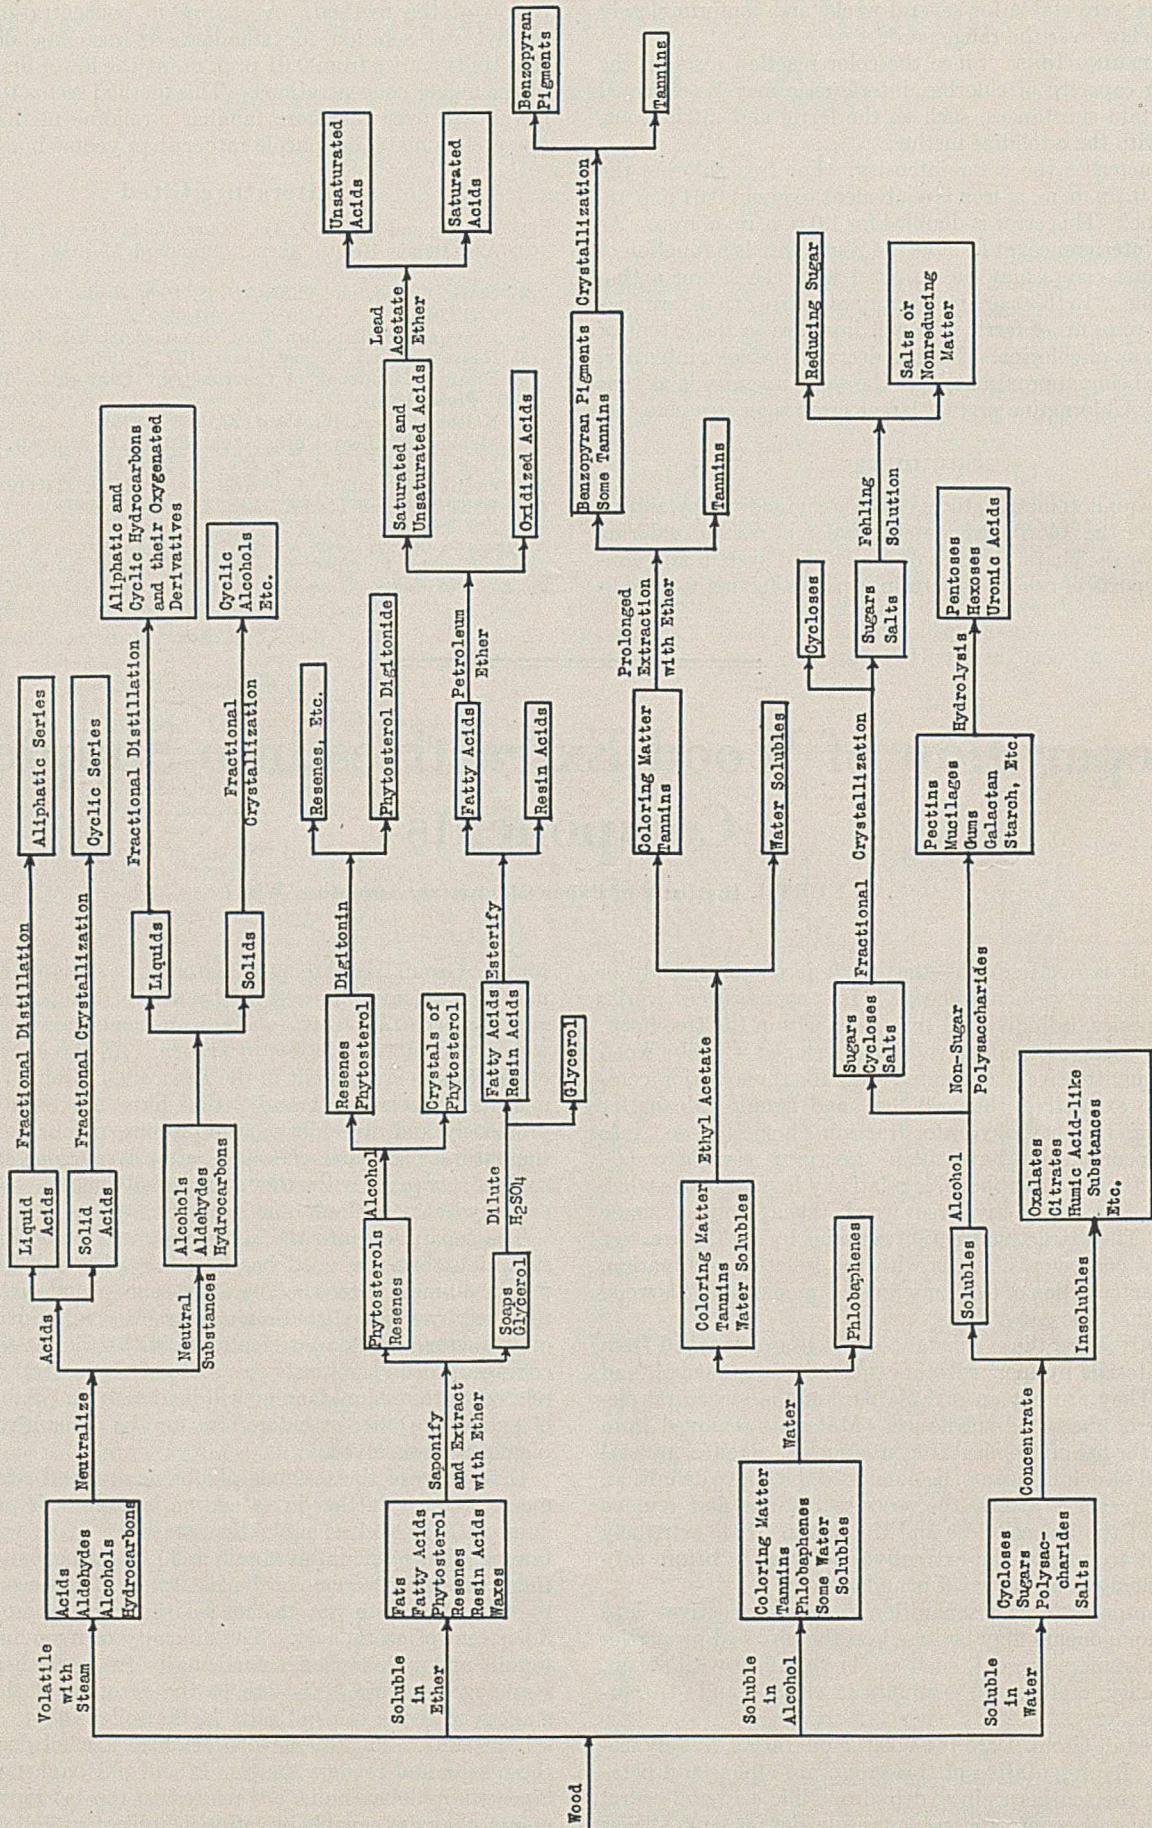 Wood
Volatile
with
Steam
Acids
Aldehydes
Alcohols
Hydrocarbons
Neutralize
Acids
Liquid
Acids
Fractional Distillation
Aliphatic Series
Solid
Acids
Fractional Crystallization
Cyclic Series
Neutral
Substances
Alcohols
Aldehydes
Hydrocarbons
Liquids
Fractional Distillation
Aliphatic and
Cyclic Hydrocarbons
and their Oxygenated
Derivatives
Solids
Fractional
Crystallization
Cyclic
Alcohols
Etc.
Soluble
in
Ether
Fats
Fatty Acids
Phytosterol
Resenes
Resin Acids
Waxes
Saponify
and Extract
with Ether
Phytosterols
Resenes
Alcohol
Resenes
Phytosterol
Digitonin
Resenes, Etc.
Phytosterol Digitonide
Crystals of
Phytosterol
Soaps
Glycerol
Dilute
H2SO4
Fatty Acids
Resin Acids
Esterify
Fatty Acids
Petroleum
Ether
Saturated and
Unsaturated Acids
Lead
Acetate
Ether
Unsaturated
Acids
Saturated
Acids
Oxidized Acids
Resin Acids
Glycerol
Soluble
in
Alcohol
Coloring Matter
Tannins
Phlobaphenes
Some Water
Solubles
Water
Coloring Matter
Tannins
Water Solubles
Ethyl Acetate
Coloring Matter
Tannins
Prolonged
Extraction
with Ether
Benzopyran Pigments
Some Tannins
Crystallization
Benzopyran
Pigments
Tannins
Tannins
Water Solubles
Phlobaphenes
Soluble
in
Water
Cycloses
Sugars
Polysac-
charides
Salts
Concentrate
Solubles
Alcohol
Sugars
Cycloses
Salts
Fractional Crystallization
Cycloses
Sugars
Salts
Fehling
Solution
Reducing Sugar
Salts or
Nonreducing
Matter
Non-Sugar
Polysaccharides
Pectins
Mucilages
Gums
Galactan
Starch, Etc.
Hydrolysis
Pentoses
Hexoses
Uronic Acids
Insolubles
Oxalates
Citrates
Humic Acid-like
Substances
Etc.